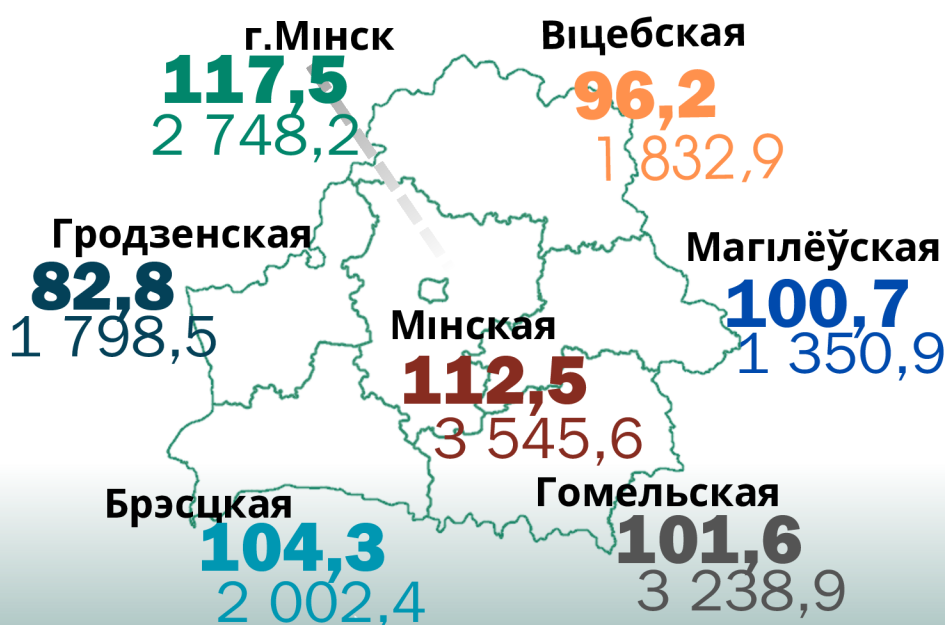 г.Мінск
117,5
2 748,2
Віцебская
96,2
1 832,9
Гродзенская
82,8
1 798,5
Магілёўская
100,7
1 350,9
Мінская
112,5
3 545,6
Брэсцкая
104,3
2 002,4
Гомельская
101,6
3 238,9